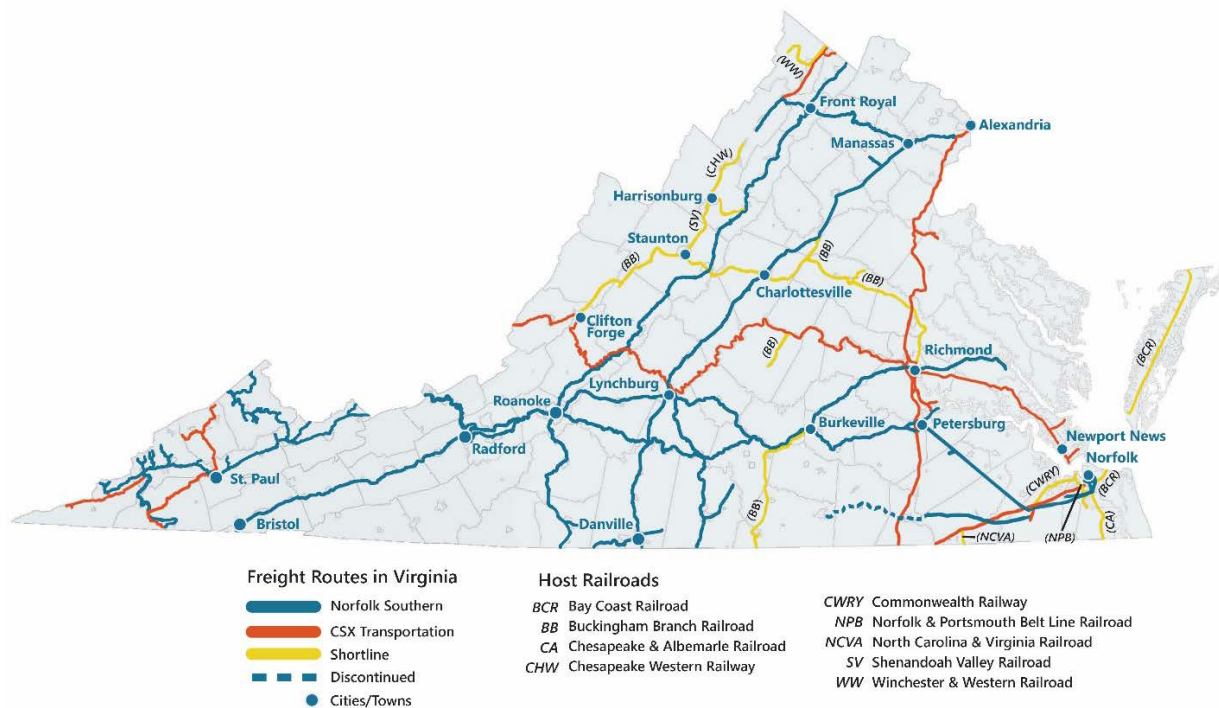 (WW)
Front Royal
Alexandria
Manassas
(CHW)
Harrisonburg
(SV)
Staunton
(BB)
(BB)
(BB)
Charlottesville
Clifton
Forge
(BB)
Richmond
(BCR)
Lynchburg
Roanoke
Burkeville
Petersburg
Newport News
Radford
Norfolk
St. Paul
(CWRY)
(BCR)
Bristol
Danville
(BB)
(CA)
(NCVA)
(NPB)
Freight Routes in Virginia
Norfolk Southern
CSX Transportation
Shortline
Discontinued
Cities/Towns
Host Railroads
BCR Bay Coast Railroad
BB Buckingham Branch Railroad
CA Chesapeake & Albemarle Railroad
CHW Chesapeake Western Railway
CWRY Commonwealth Railway
NPB Norfolk & Portsmouth Belt Line Railroad
NCVA North Carolina & Virginia Railroad
SV Shenandoah Valley Railroad
WW Winchester & Western Railroad